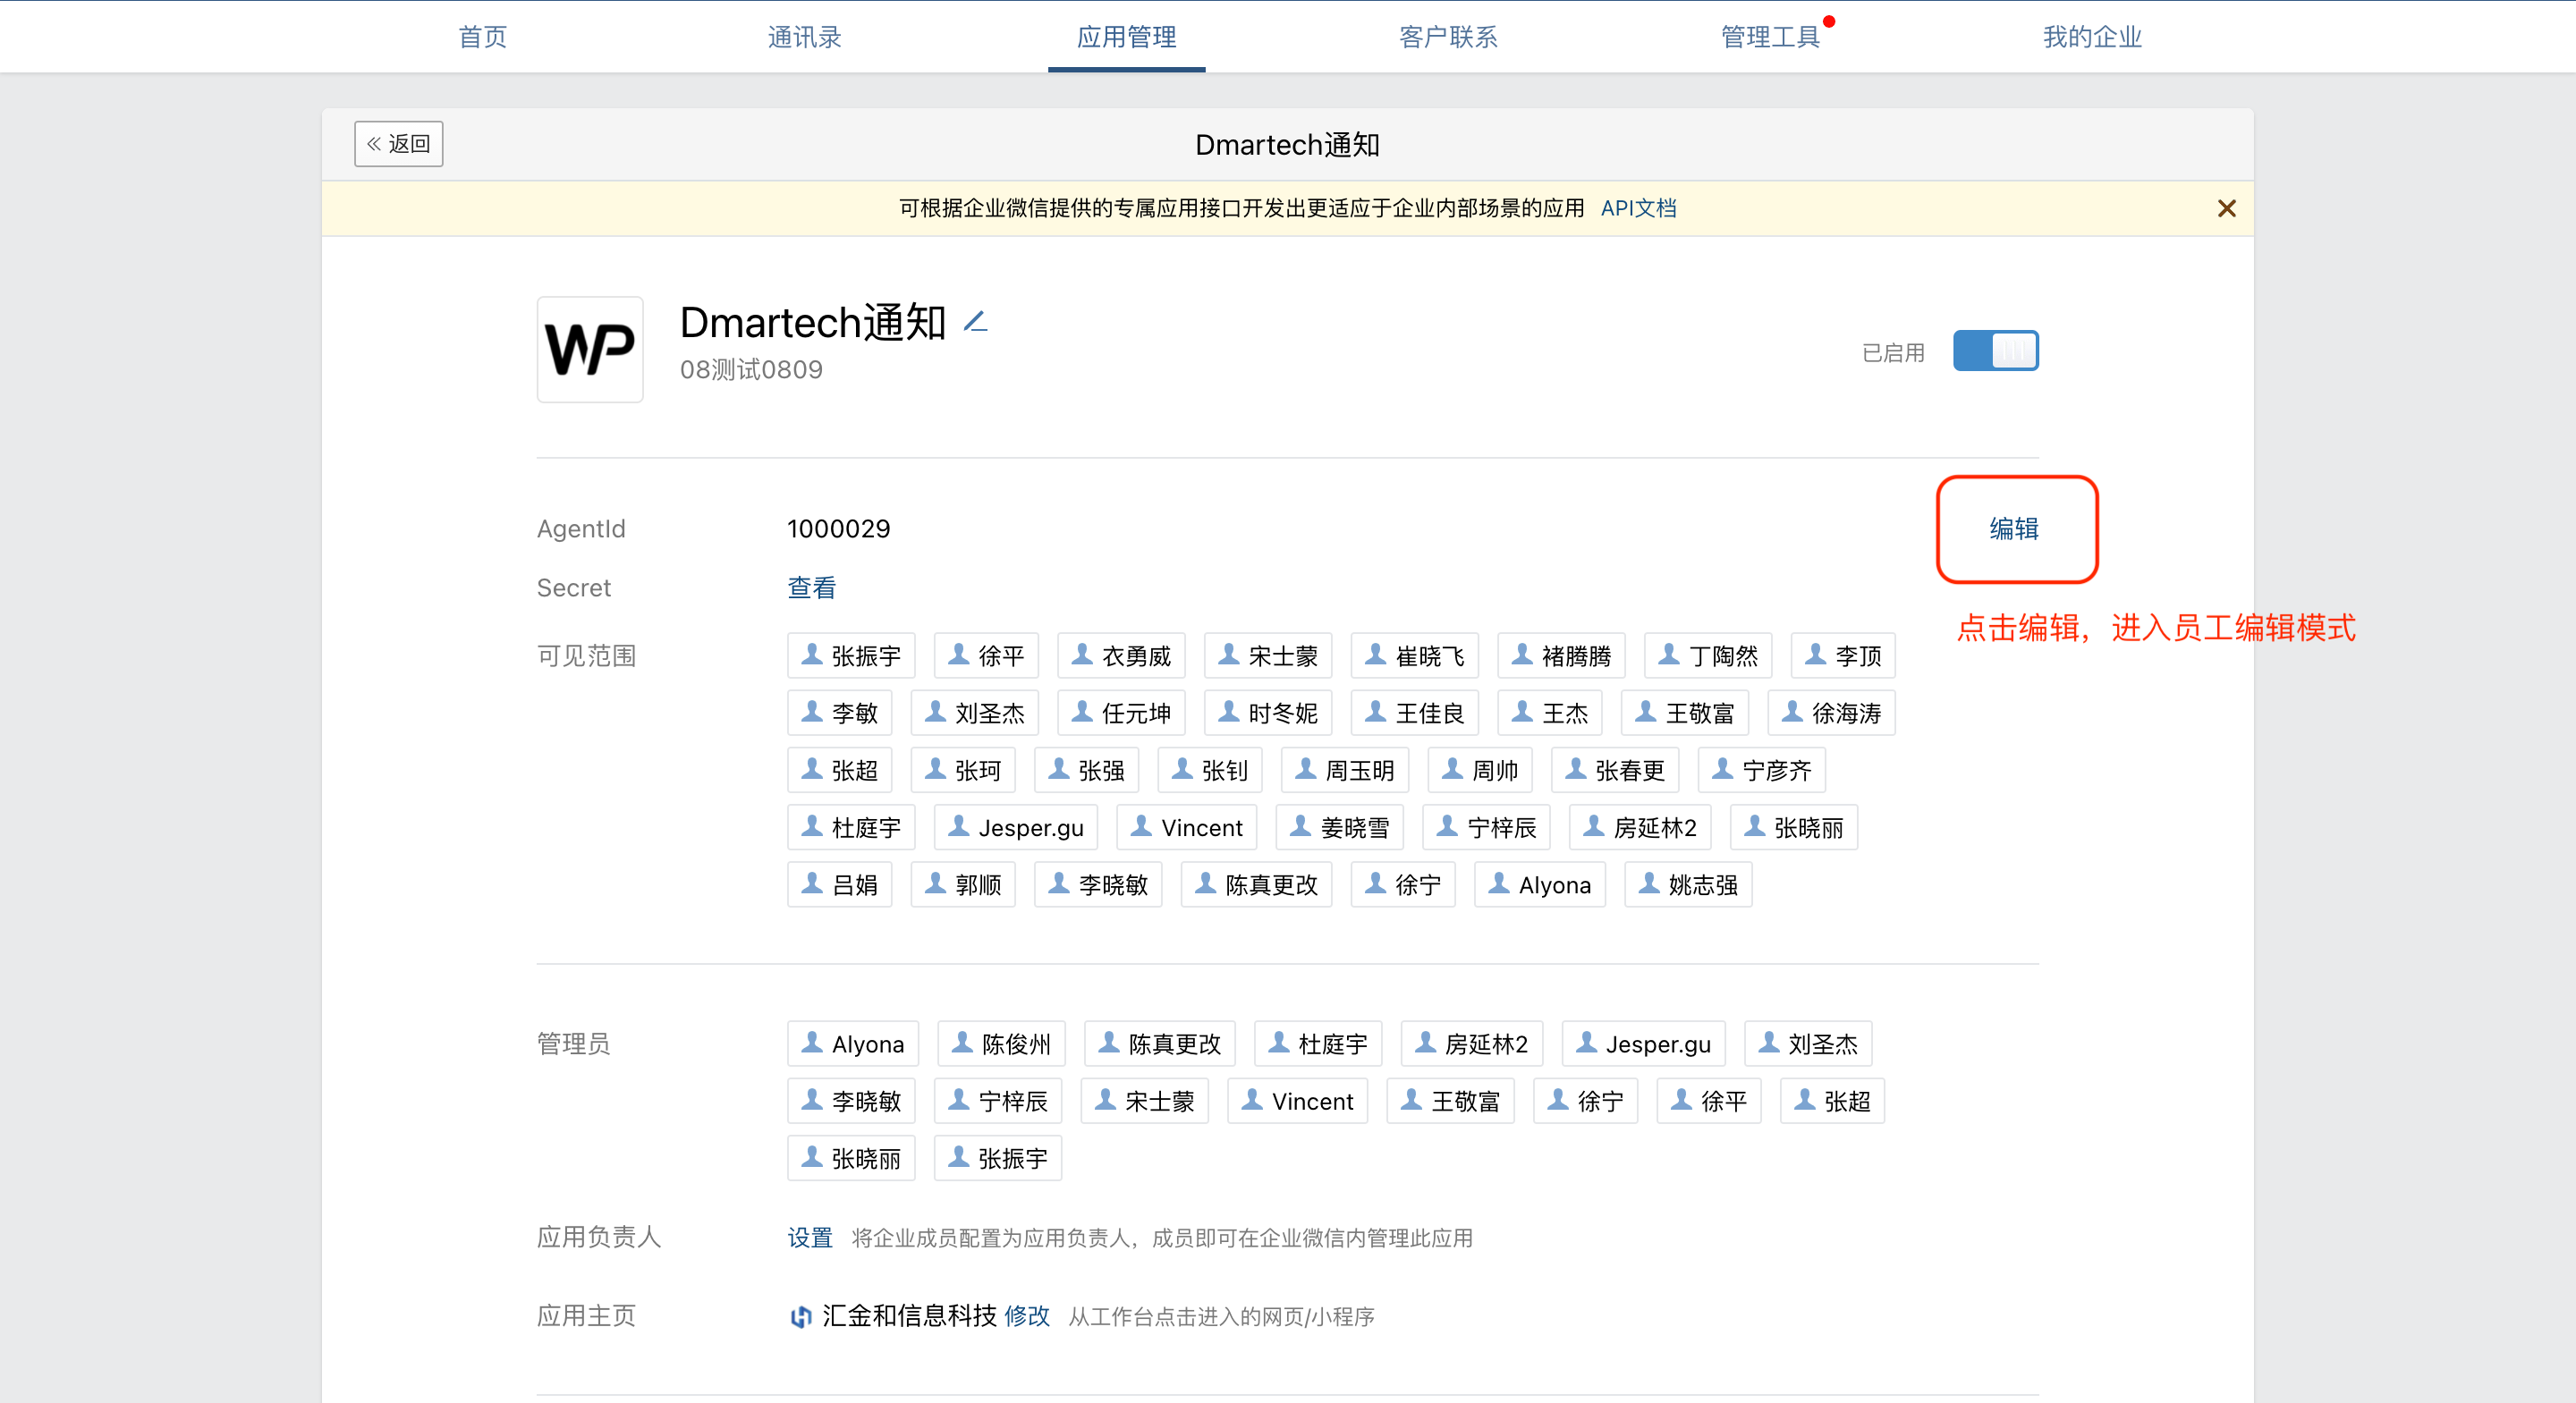 首页 通讯录 应用管理 客户联系 管理工具 我的企业
« 返回 Dmartech通知
可根据企业微信提供的专属应用接口开发出更适应于企业内部场景的应用 API文档
WP
Dmartech通知
08测试0809
已启用
AgentId 1000029 编辑
Secret 查看
点击编辑，进入员工编辑模式
可见范围 张振宇 徐平 衣勇威 宋士蒙 崔晓飞 褚腾腾 丁陶然 李顶
李敏 刘圣杰 任元坤 时冬妮 王佳良 王杰 王敬富 徐海涛
张超 张珂 张强 张钊 周玉明 周帅 张春更 宁彦齐
杜庭宇 Jesper.gu Vincent 姜晓雪 宁梓辰 房延林2 张晓丽
吕娟 郭顺 李晓敏 陈真更改 徐宁 Alyona 姚志强
管理员 Alyona 陈俊州 陈真更改 杜庭宇 房延林2 Jesper.gu 刘圣杰
李晓敏 宁梓辰 宋士蒙 Vincent 王敬富 徐宁 徐平 张超
张晓丽 张振宇
应用负责人 设置 将企业成员配置为应用负责人，成员即可在企业微信内管理此应用
应用主页 汇金和信息科技 修改 从工作台点击进入的网页/小程序